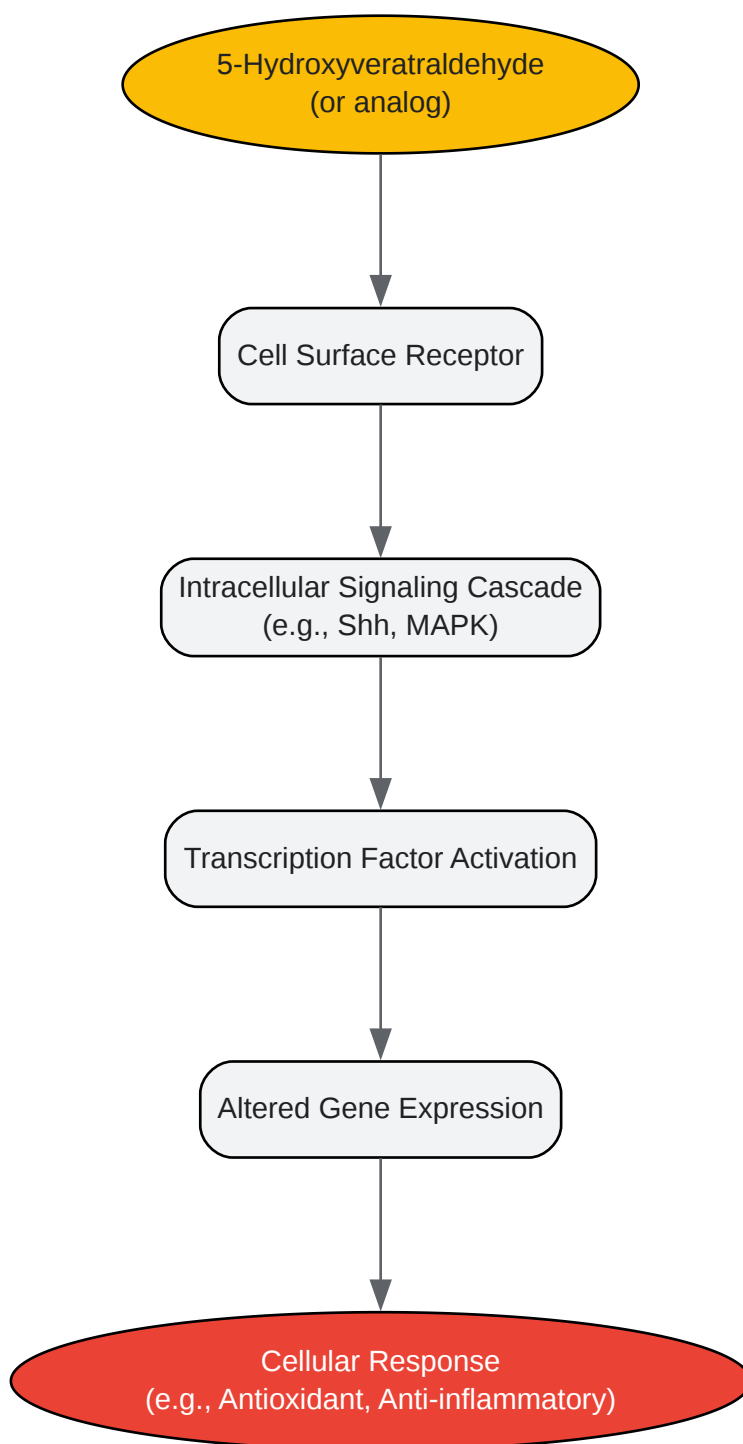 5-Hydroxyveratraldehyde
(or analog)
Cell Surface Receptor
Intracellular Signaling Cascade
(e.g., Shh, MAPK)
Transcription Factor Activation
Altered Gene Expression
Cellular Response
(e.g., Antioxidant, Anti-inflammatory)